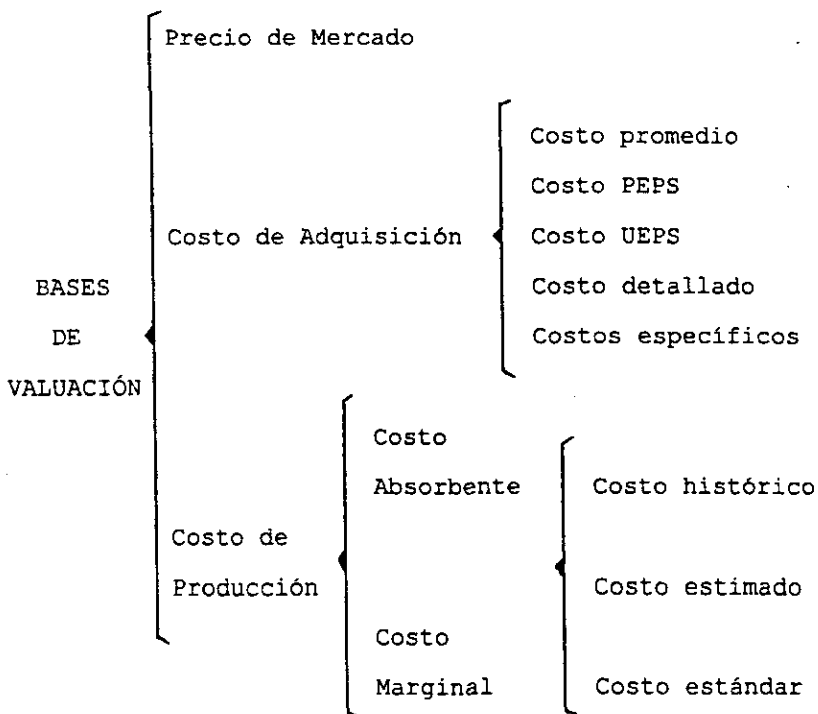 Precio de Mercado
Costo promedio
Costo PEPS
Costo de Adquisición
Costo UEPS
BASES
Costo detallado
DE
Costos específicos
VALUACIÓN
Costo
Absorbente
Costo histórico
Costo de
Producción
Costo estimado
Costo
Marginal
Costo estándar